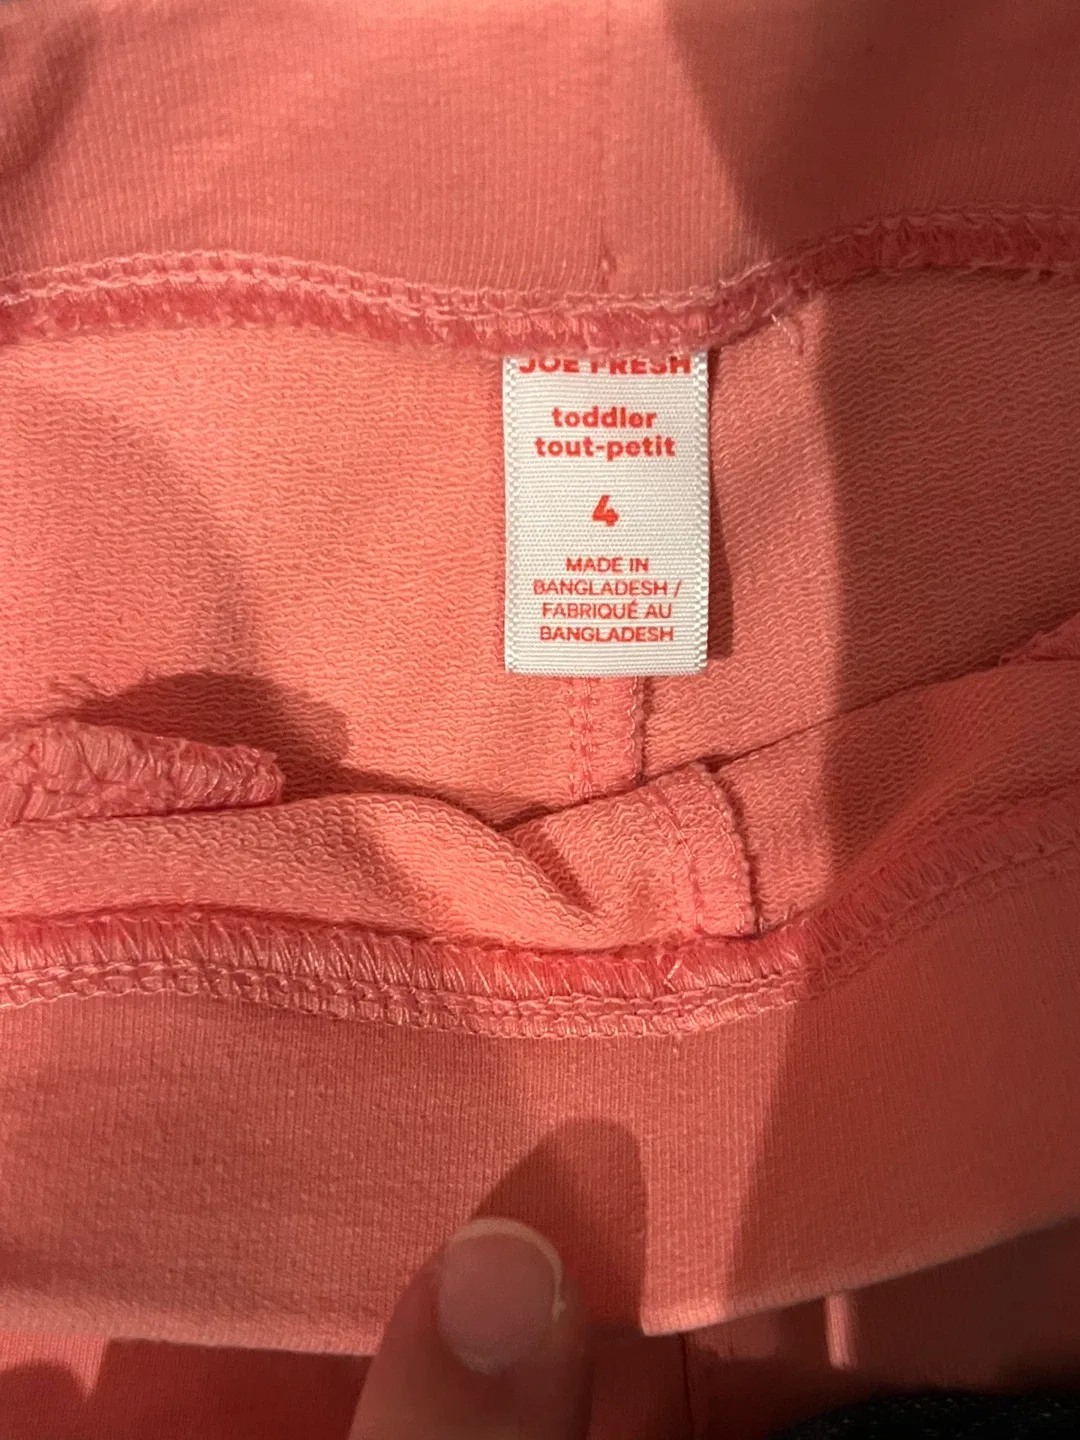 JOE FRESH
toddler
tout-petit
4
MADE IN
BANGLADESH /
FABRIQUÉ AU
BANGLADESH